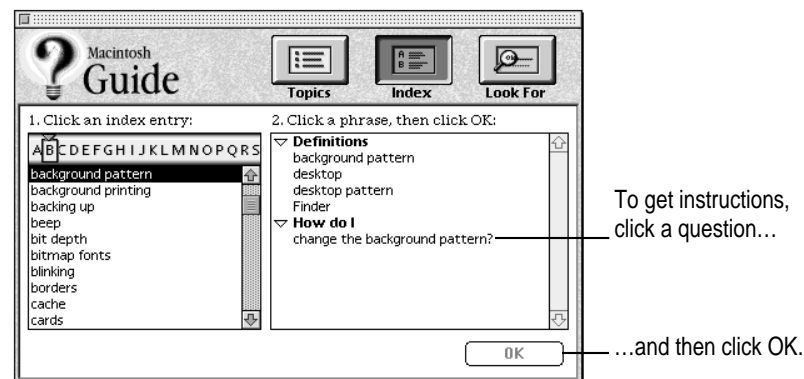 Macintosh
Guide
Topics
Index
Look For
1. Click an index entry:
A B C D E F G H I J K L M N O P Q R S
background pattern
background printing
backing up
beep
bit depth
bitmap fonts
blinking
borders
cache
cards
2. Click a phrase, then click OK:
Definitions
background pattern
desktop
desktop pattern
Finder
How do I
change the background pattern?
OK
To get instructions,
click a question…
…and then click OK.